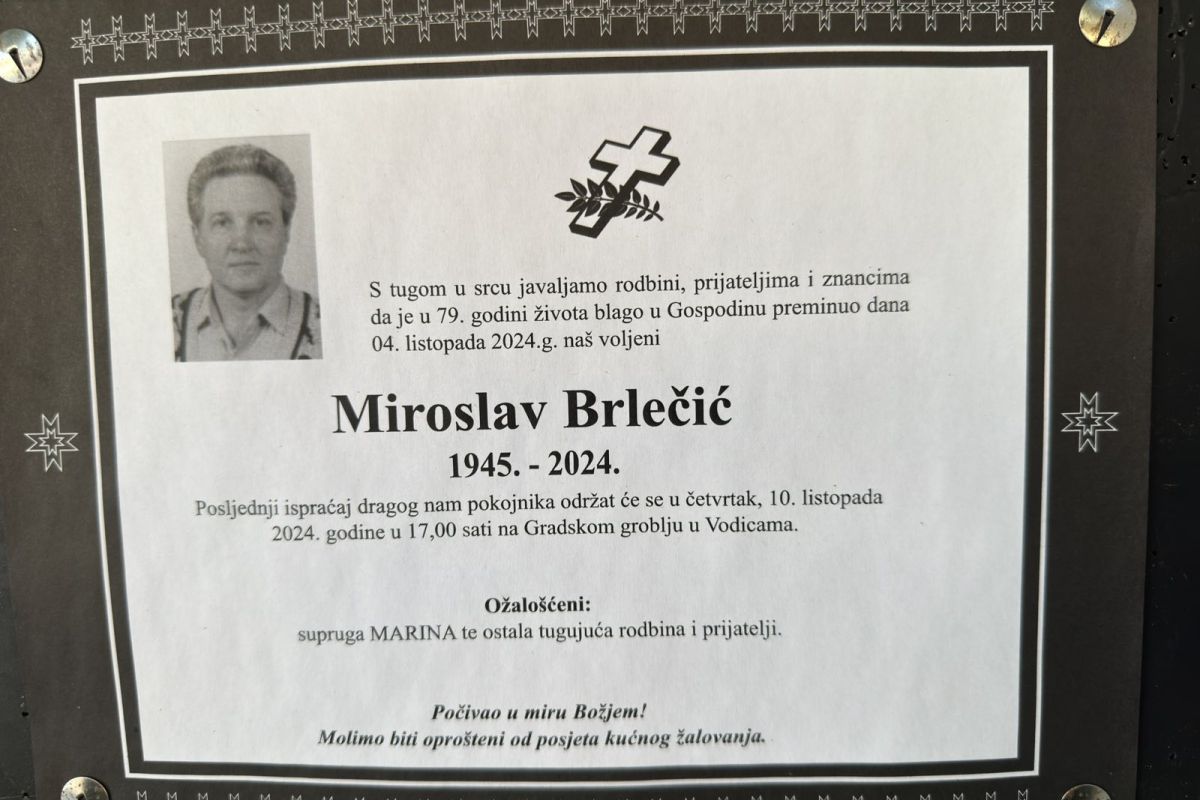 S tugom u srcu javaljamo rodbini, prijateljima i znancima
da je u 79. godini života blago u Gospodinu preminuo dana
04. listopada 2024.g. naš voljeni
Miroslav Brlečić
1945. - 2024.
Posljednji ispraćaj dragog nam pokojnika održat će se u četvrtak, 10. listopada
2024. godine u 17,00 sati na Gradskom groblju u Vodicama.
Ožalošćeni:
supruga MARINA te ostala tugujuća rodbina i prijatelji.
Počivao u miru Božjem!
Molimo biti oprošteni od posjeta kućnog žalovanja.